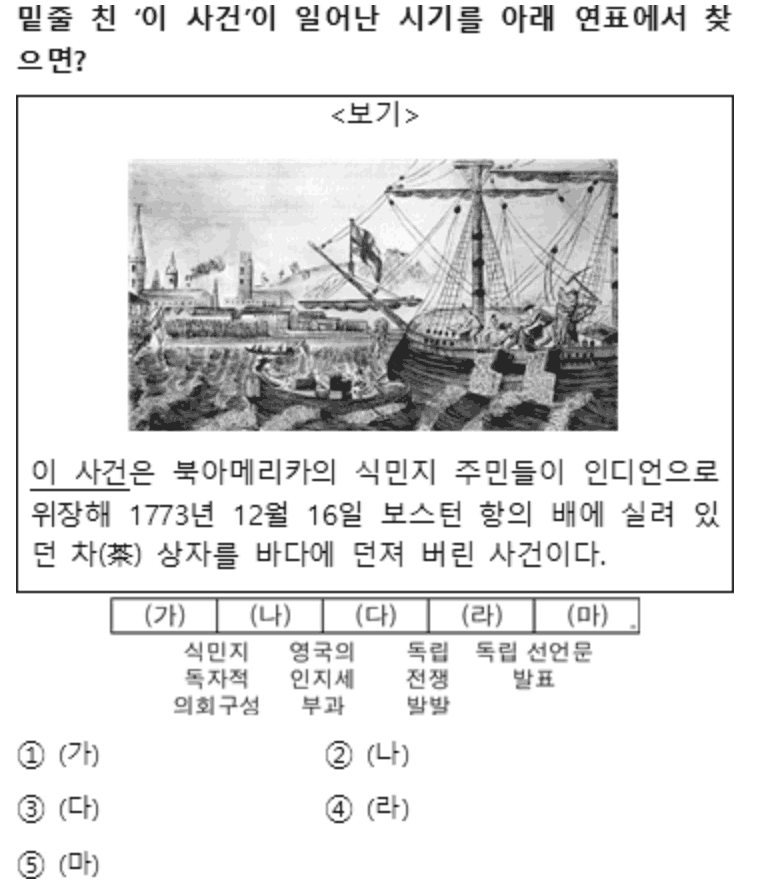 밑줄 친 '이 사건'이 일어난 시기를 아래 연표에서 찾
으면?
<보기>
이 사건은 북아메리카의 식민지 주민들이 인디언으로
위장해 1773년 12월 16일 보스턴 항의 배에 실려 있
던 차(茶) 상자를 바다에 던져 버린 사건이다.
(가) (나) (다) (라) (마)
식민지 영국의 독립 독립 선언문
독자적 인지세 전쟁 발표
의회구성 부과 발발
① (가) ② (나)
③ (다) ④ (라)
⑤ (마)